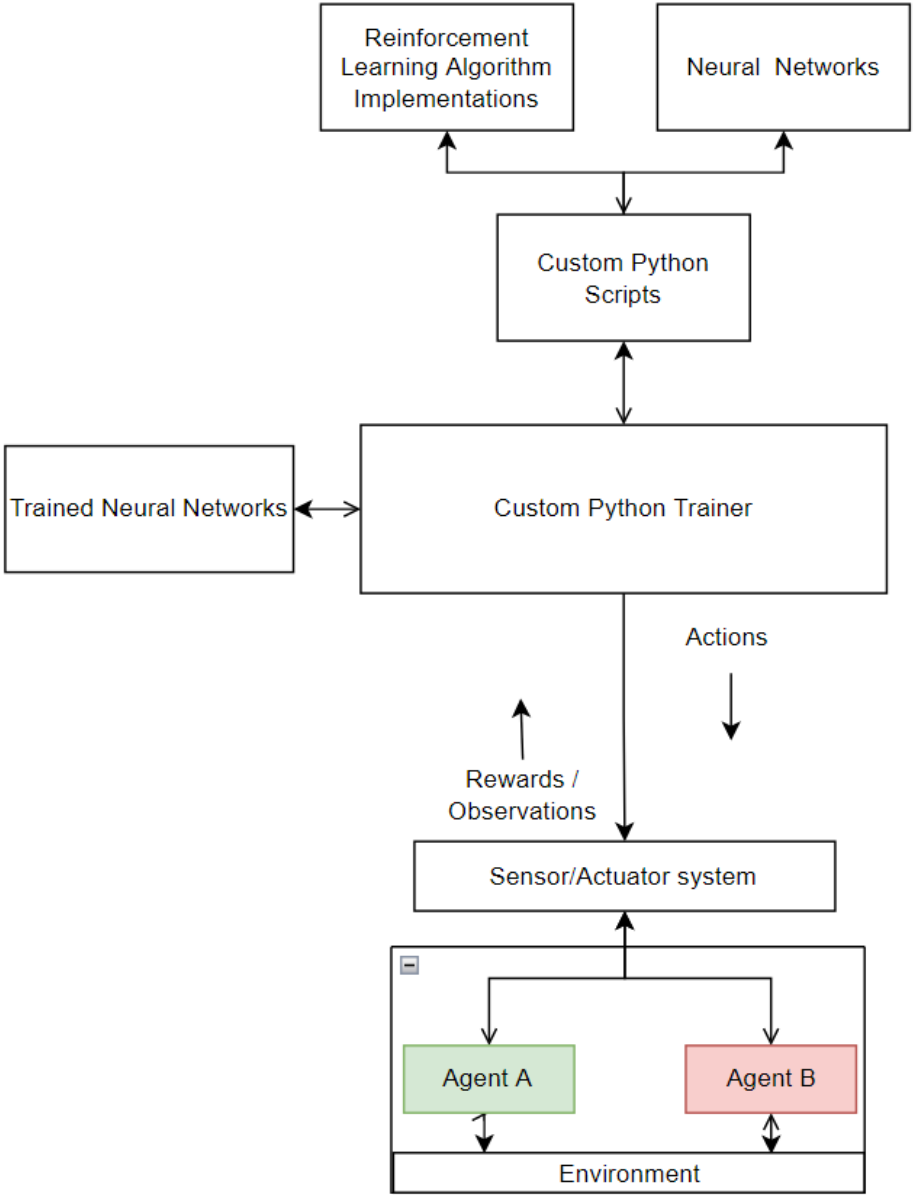 Reinforcement
Learning Algorithm
Implementations
Neural Networks
Custom Python
Scripts
Trained Neural Networks
Custom Python Trainer
Actions
Rewards /
Observations
Sensor/Actuator system
Agent A
Agent B
Environment